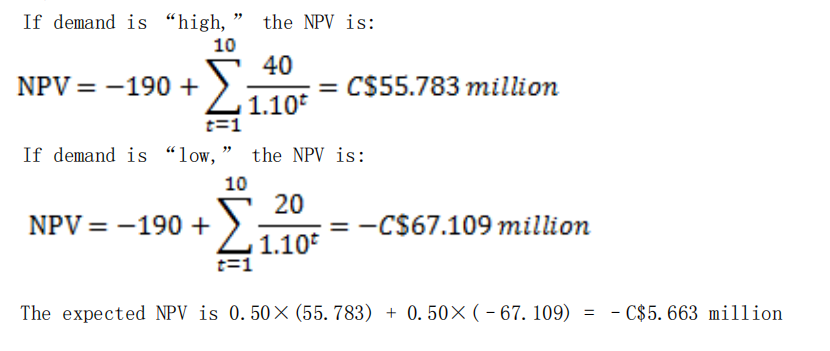 If demand is “high,” the NPV is:
NPV = −190 + \sum_{t=1}^{10} \frac{40}{1.10^t} = C$55.783 million
If demand is “low,” the NPV is:
NPV = −190 + \sum_{t=1}^{10} \frac{20}{1.10^t} = −C$67.109 million
The expected NPV is 0.50×(55.783) + 0.50×(-67.109) = -C$5.663 million